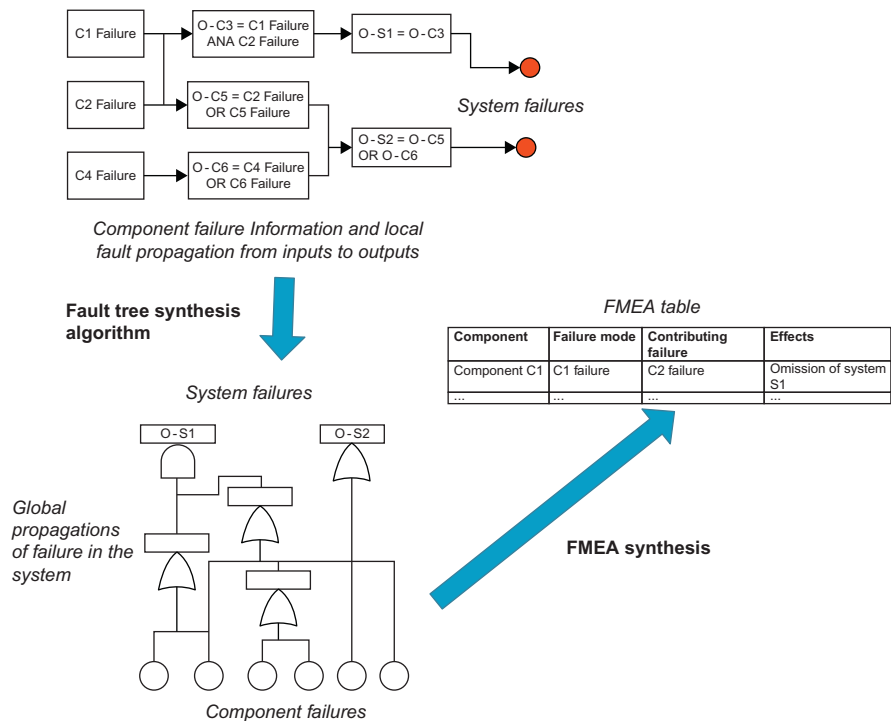 C1 Failure
O-C3 = C1 Failure
ANA C2 Failure
O-S1 = O-C3
C2 Failure
O-C5 = C2 Failure
OR C5 Failure
System failures
O-S2 = O-C5
OR O-C6
C4 Failure
O-C6 = C4 Failure
OR C6 Failure
Component failure Information and local
fault propagation from inputs to outputs
Fault tree synthesis
algorithm
FMEA table
Component Failure mode Contributing Effects
failure
Component C1 C1 failure C2 failure Omission of system
S1
... ... ... ...
System failures
O-S1 O-S2
Global
propagations
of failure in the
system
FMEA synthesis
Component failures